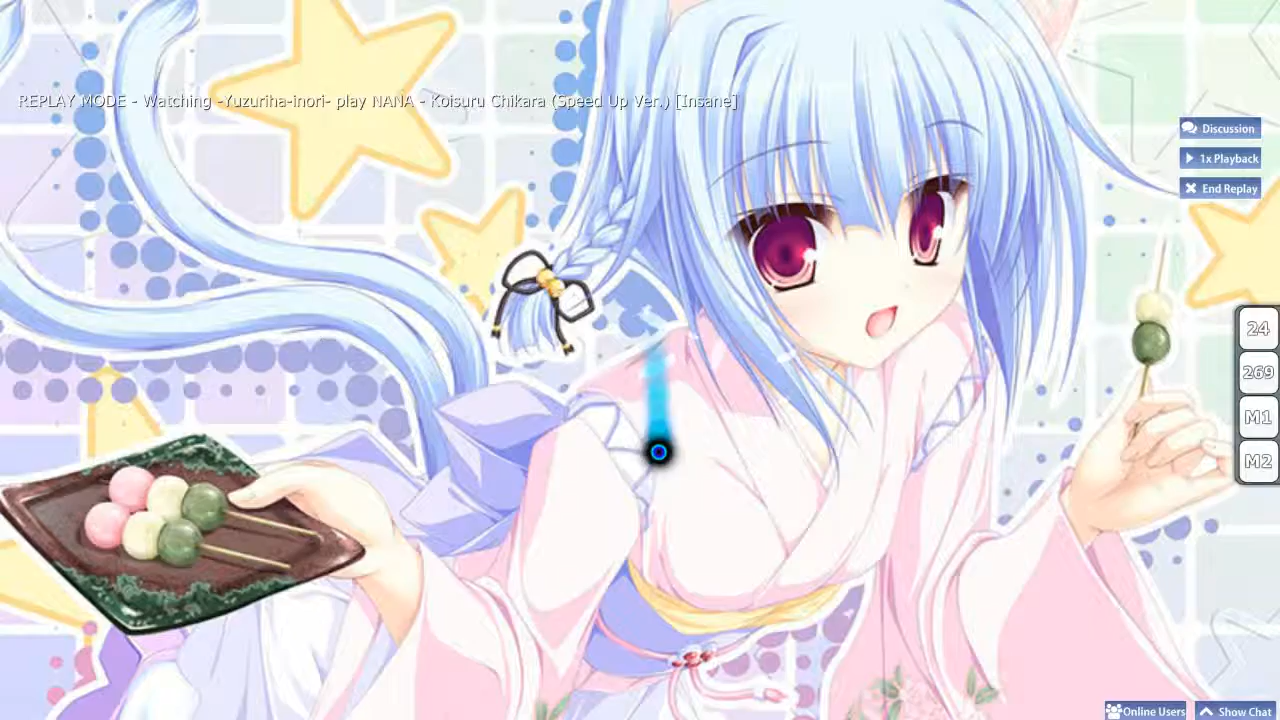 REPLAY MODE - Watching -Yuzuriha-inori- play NANA - Koisuru Chikara (Speed Up Ver.) [Insane]
Discussion
1x Playback
End Replay
24
269
M1
M2
Online Users
Show Chat